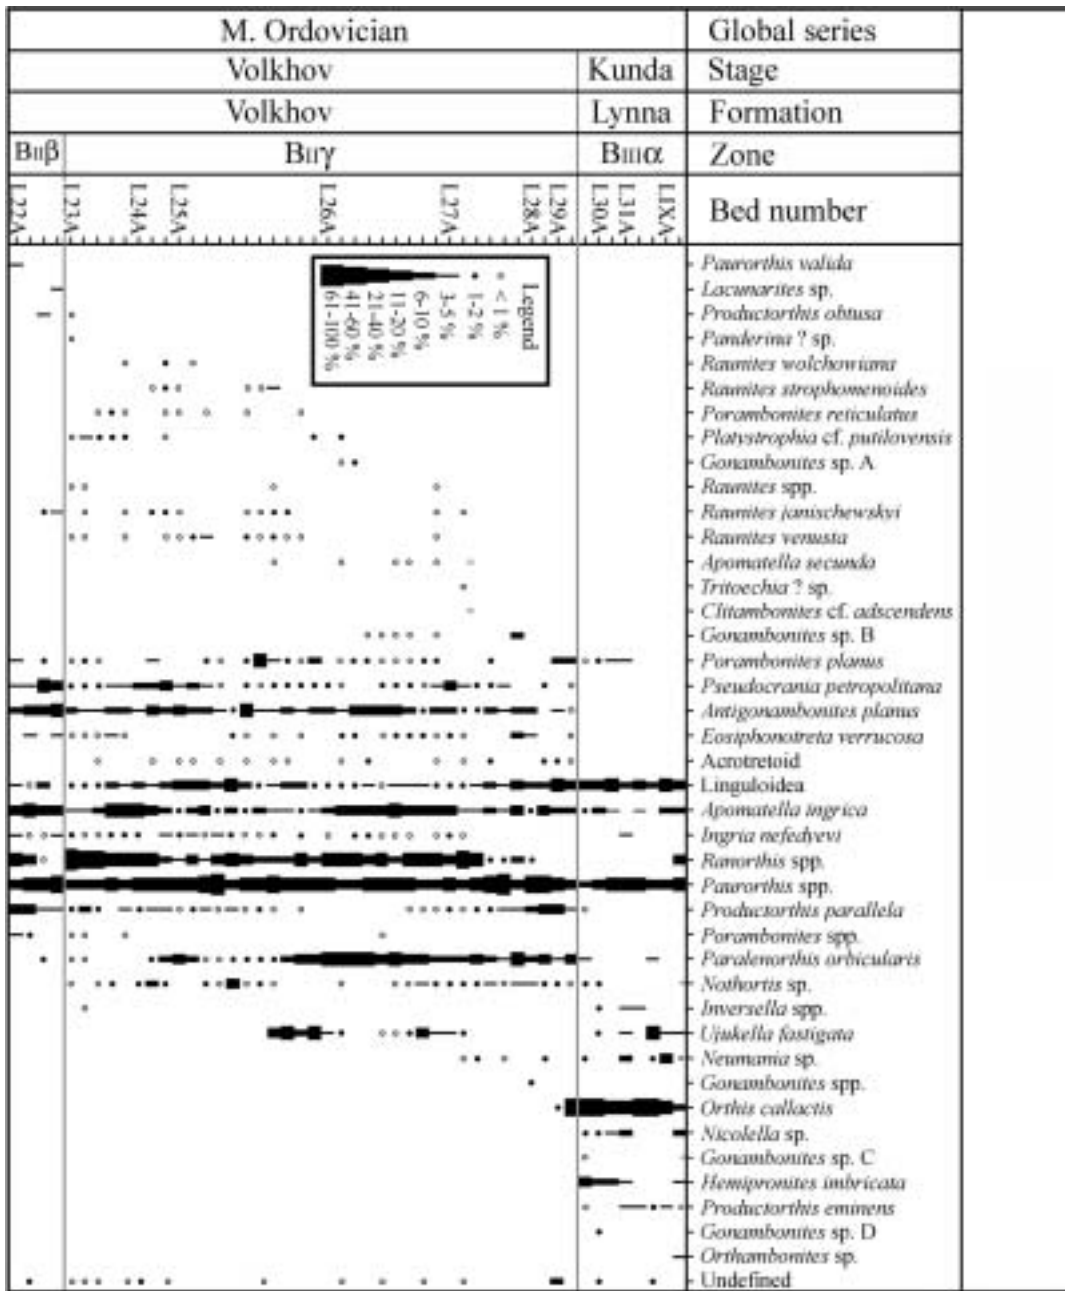 M. Ordovician Global series
Volkhov Kunda Stage
Volkhov Lynna Formation
BIIβ BIIγ BIIIα Zone
L22A L23A L24A L25A L26A L27A L28A L29A L30A L31A LIXA Bed number
Legend
< 1 %
1-2 %
3-5 %
6-10 %
11-20 %
21-40 %
41-60 %
61-100 %
Paurorthis valida
Lacunarites sp.
Productorthis obtusa
Panderina ? sp.
Raunites wolchowiana
Raunites strophomenoides
Porambonites reticulatus
Platystrophia cf. putilovensis
Gonambonites sp. A
Raunites spp.
Raunites janischewskyi
Raunites venusta
Apomatella secunda
Tritoechia ? sp.
Clitambonites cf. adscendens
Gonambonites sp. B
Porambonites planus
Pseudocrania petropolitana
Antigonambonites planus
Eosiphonotreta verrucosa
Acrotretoid
Linguloidea
Apomatella ingrica
Ingria nefedyevi
Ranorthis spp.
Paurorthis spp.
Productorthis parallela
Porambonites spp.
Paralenorthis orbicularis
Nothortis sp.
Inversella spp.
Ujukella fastigata
Neumania sp.
Gonambonites spp.
Orthis callactis
Nicolella sp.
Gonambonites sp. C
Hemipronites imbricata
Productorthis eminens
Gonambonites sp. D
Orthambonites sp.
Undefined